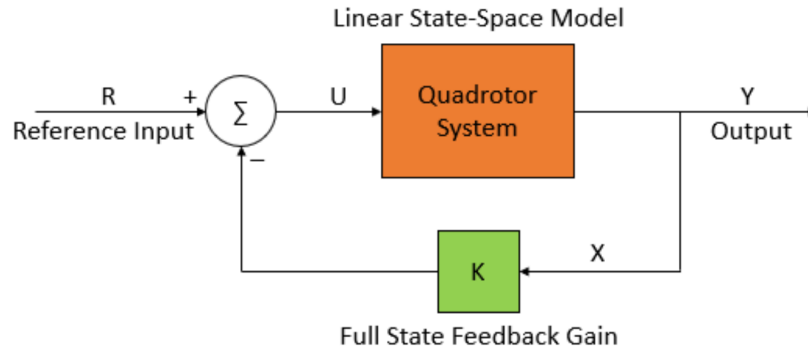 Linear State-Space Model
R
+
Reference Input
∑
U
Quadrotor
System
Y
Output
–
K
X
Full State Feedback Gain